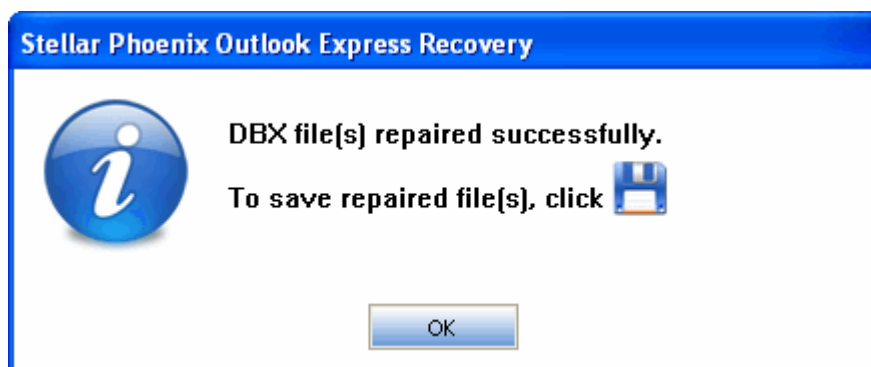 Stellar Phoenix Outlook Express Recovery
DBX file(s) repaired successfully.
To save repaired file(s), click
OK